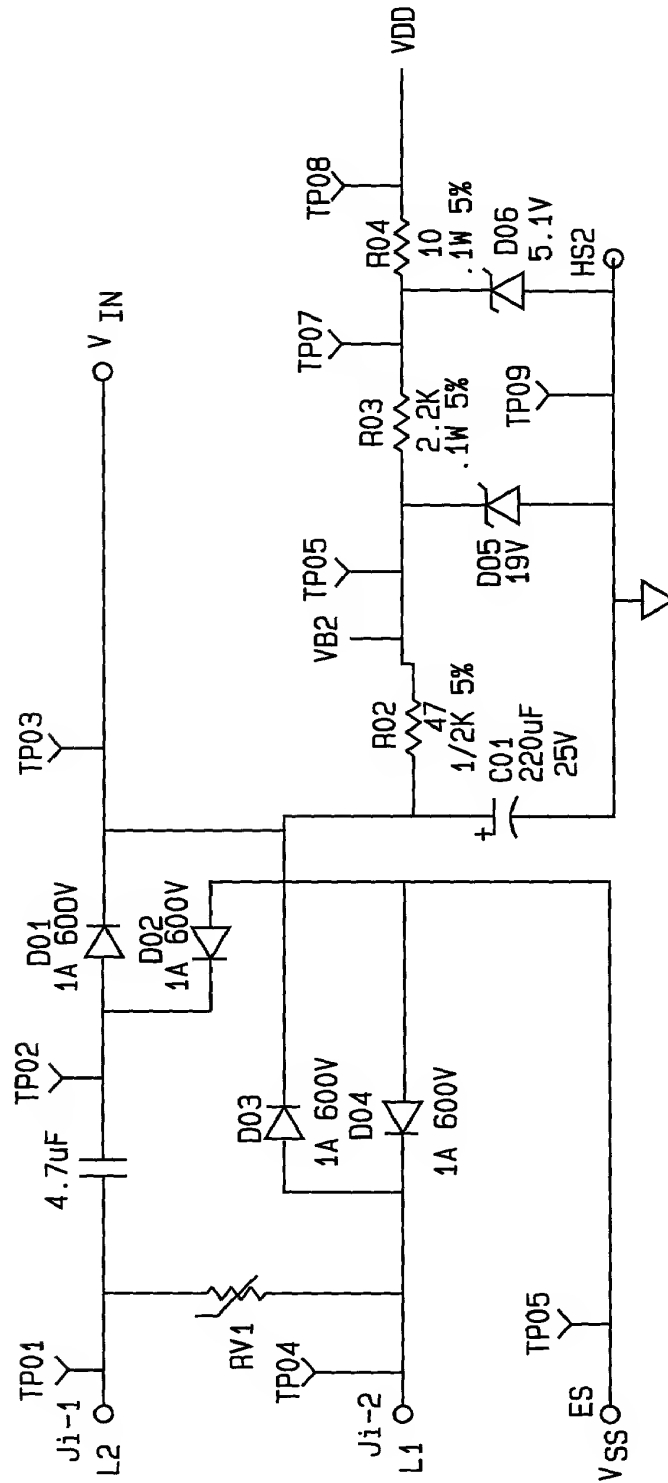 TP01
Ji-1
L2
4.7uF
TP02
D01
1A 600V
D02
1A 600V
TP03
V IN
RV1
TP04
Ji-2
L1
D03
1A 600V
D04
1A 600V
R02
47
1/2K 5%
C01
220uF
25V
+
VB2
TP05
D05
19V
R03
2.2K
.1W 5%
TP07
R04
10
.1W 5%
TP08
VDD
D06
5.1V
TP09
HS2
TP05
ES
VSS